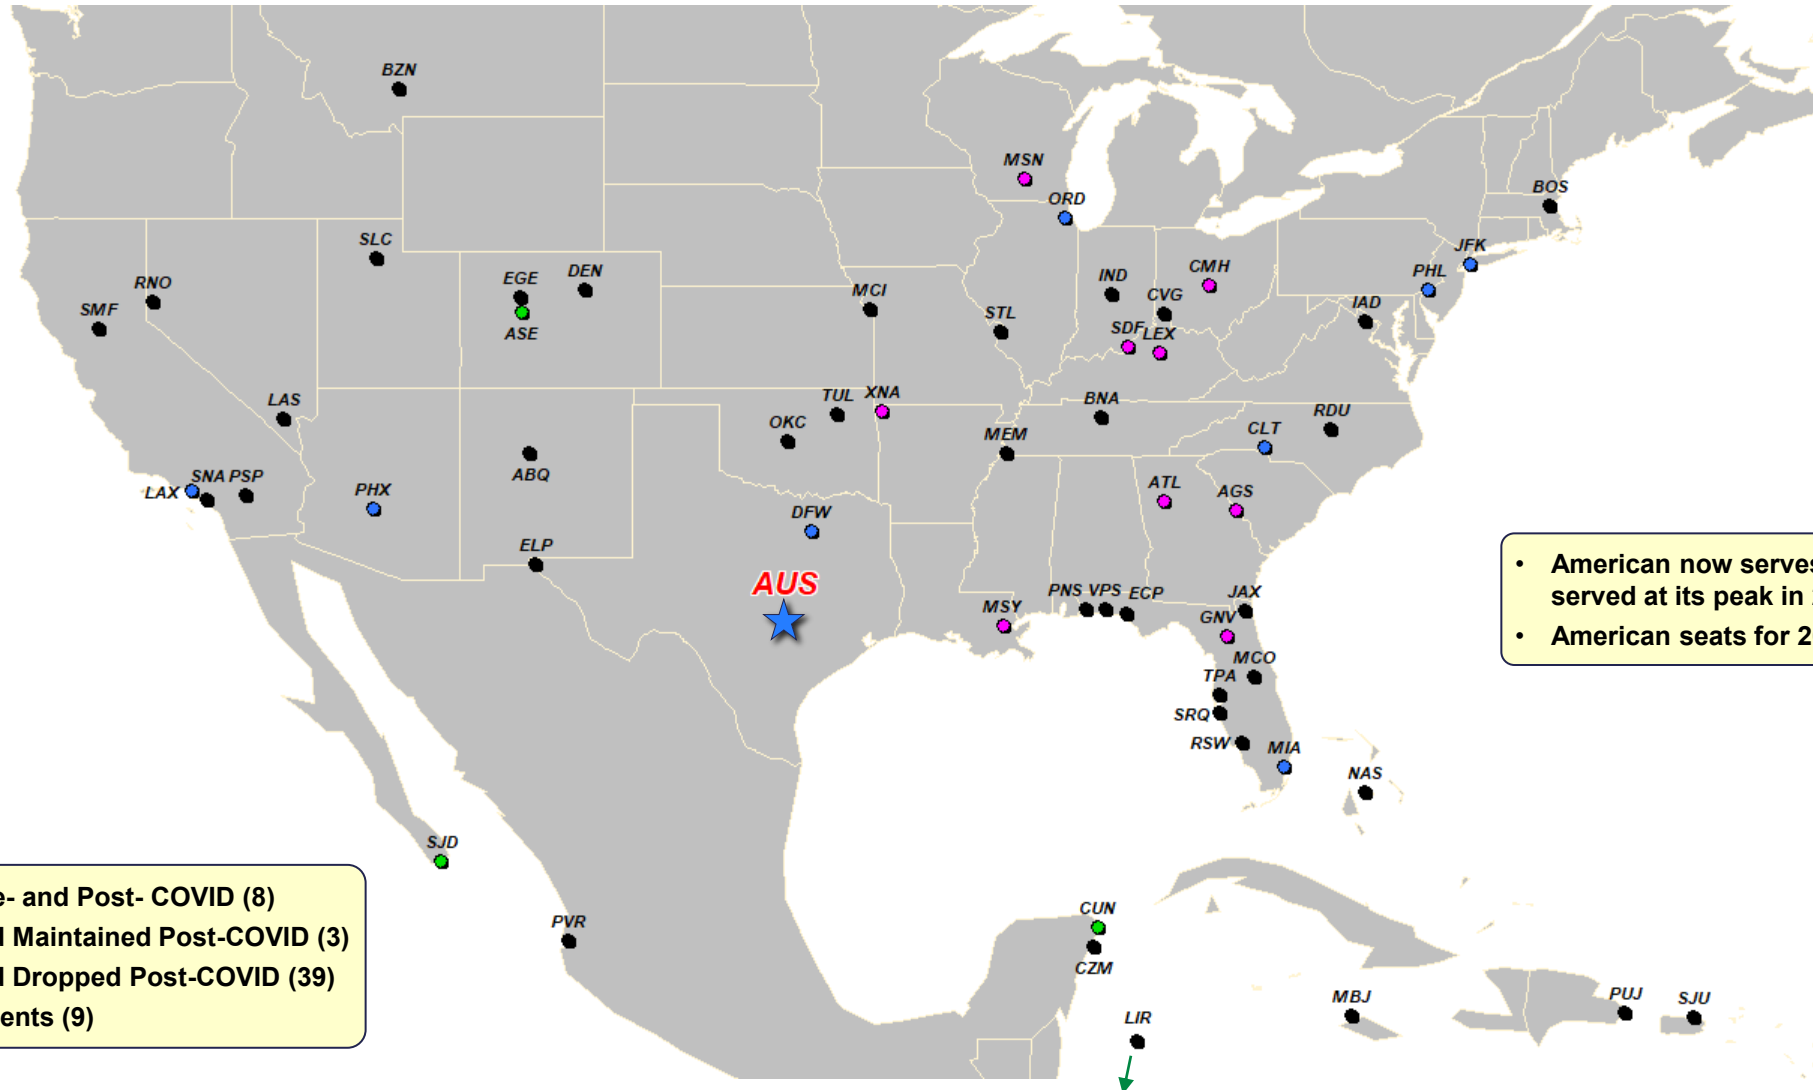 BZN
MSN
ORD
BOS
SLC
JFK
EGE
DEN
IND
CMH
PHL
RNO
MCI
CVG
IAD
SMF
STL
ASE
SDF
LEX
LAS
TUL
XNA
BNA
RDU
OKC
MEM
CLT
SNA
PSP
ABQ
LAX
PHX
ATL
AGS
DFW
ELP
• American now serves
served at its peak in
• American seats for 2
AUS
PNS
VPS
ECP
JAX
MSY
GNV
MCO
TPA
SRQ
RSW
MIA
NAS
SJD
e- and Post- COVID (8)
Maintained Post-COVID (3)
Dropped Post-COVID (39)
ents (9)
PVR
CUN
CZM
MBJ
PUJ
SJU
LIR